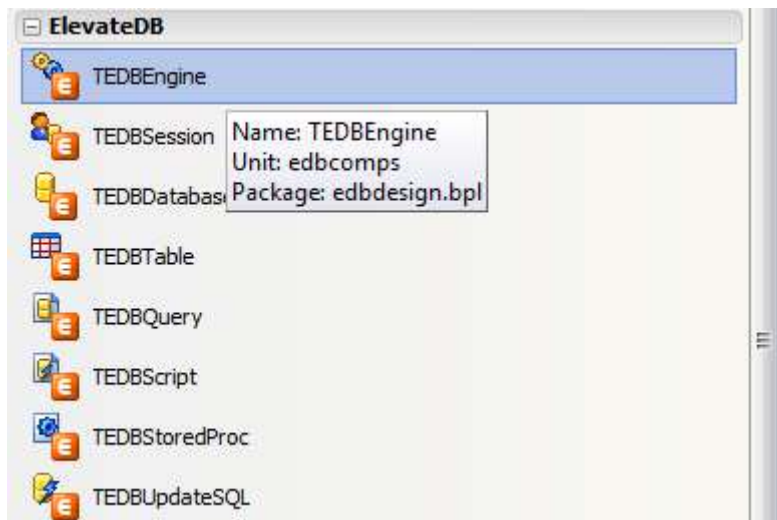 ElevateDB
TEDBEngine
TEDBSession
Name: TEDBEngine
Unit: edbcomps
Package: edbdesign.bpl
TEDBDatabas
TEDBTable
TEDBQuery
TEDBScript
TEDBStoredProc
TEDBUpdateSQL